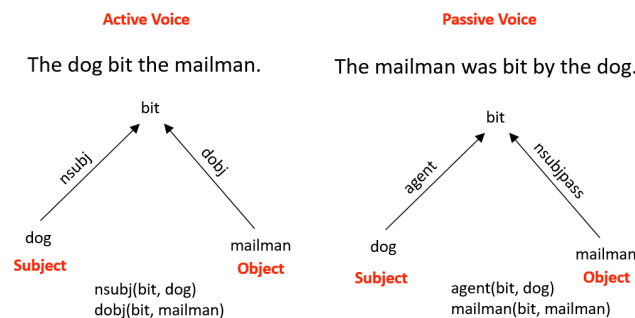 Active Voice
The dog bit the mailman.
bit
nsubj
dobj
dog
Subject
mailman
Object
nsubj(bit, dog)
dobj(bit, mailman)
Passive Voice
The mailman was bit by the dog.
bit
agent
nsubjpass
dog
Subject
mailman
Object
agent(bit, dog)
mailman(bit, mailman)